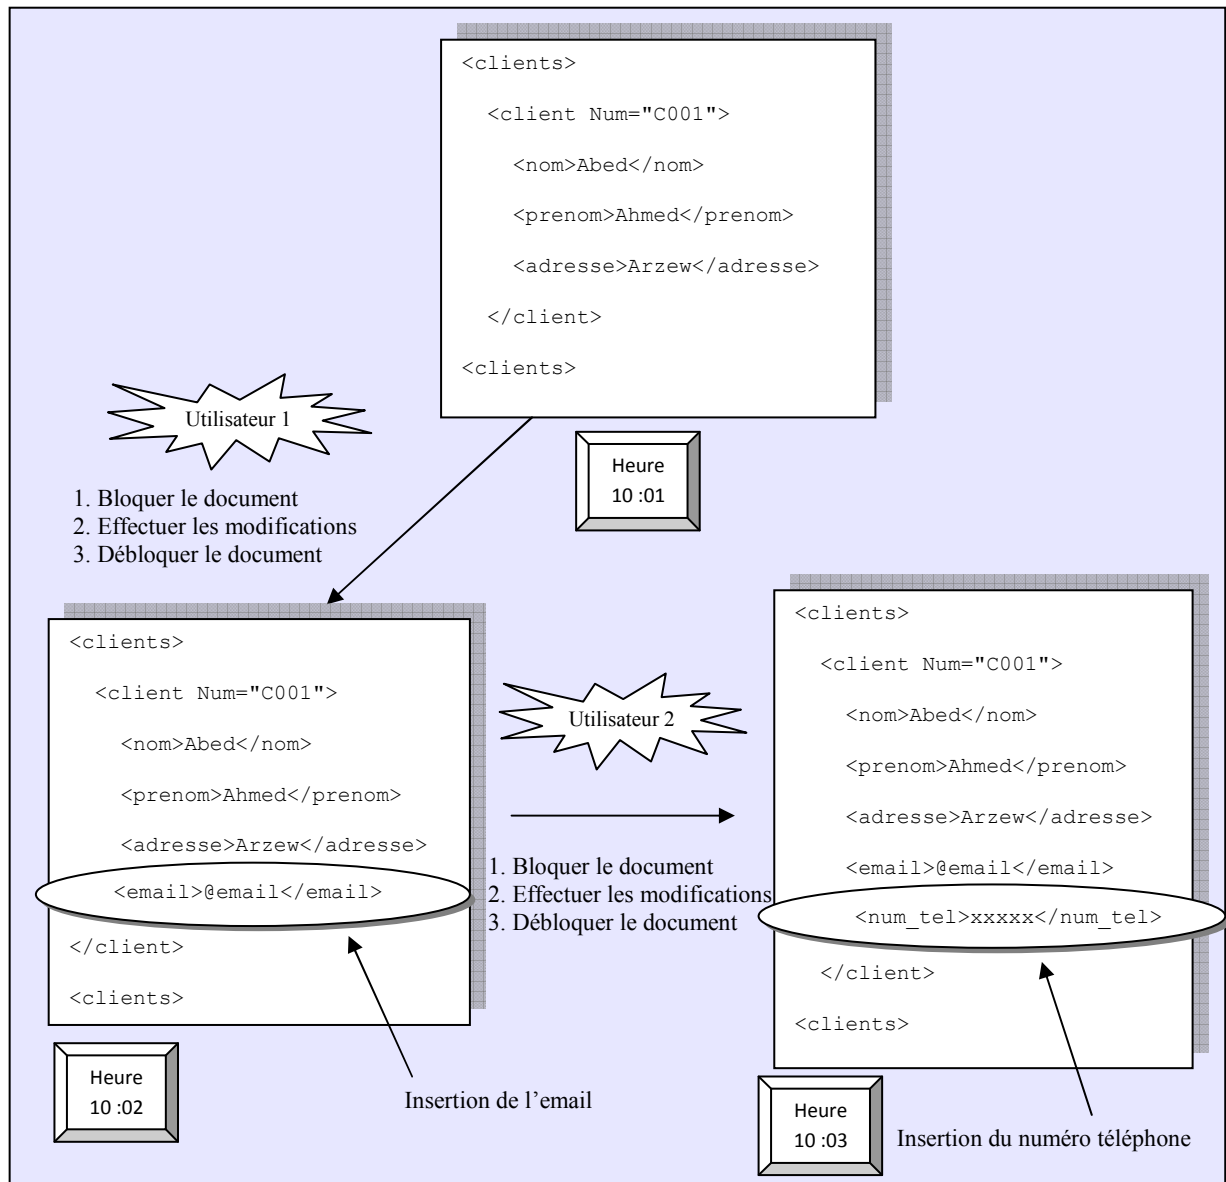 <clients>
<client Num="C001">
<nom>Abed</nom>
<prenom>Ahmed</prenom>
<adresse>Arzew</adresse>
</client>
<clients>
Utilisateur 1
Heure
10 :01
1. Bloquer le document
2. Effectuer les modifications
3. Débloquer le document
<clients>
<client Num="C001">
<nom>Abed</nom>
<prenom>Ahmed</prenom>
<adresse>Arzew</adresse>
<email>@email</email>
</client>
<clients>
Heure
10 :02
Insertion de l’email
Utilisateur 2
1. Bloquer le document
2. Effectuer les modifications
3. Débloquer le document
<clients>
<client Num="C001">
<nom>Abed</nom>
<prenom>Ahmed</prenom>
<adresse>Arzew</adresse>
<email>@email</email>
<num_tel>xxxxx</num_tel>
</client>
<clients>
Heure
10 :03
Insertion du numéro téléphone